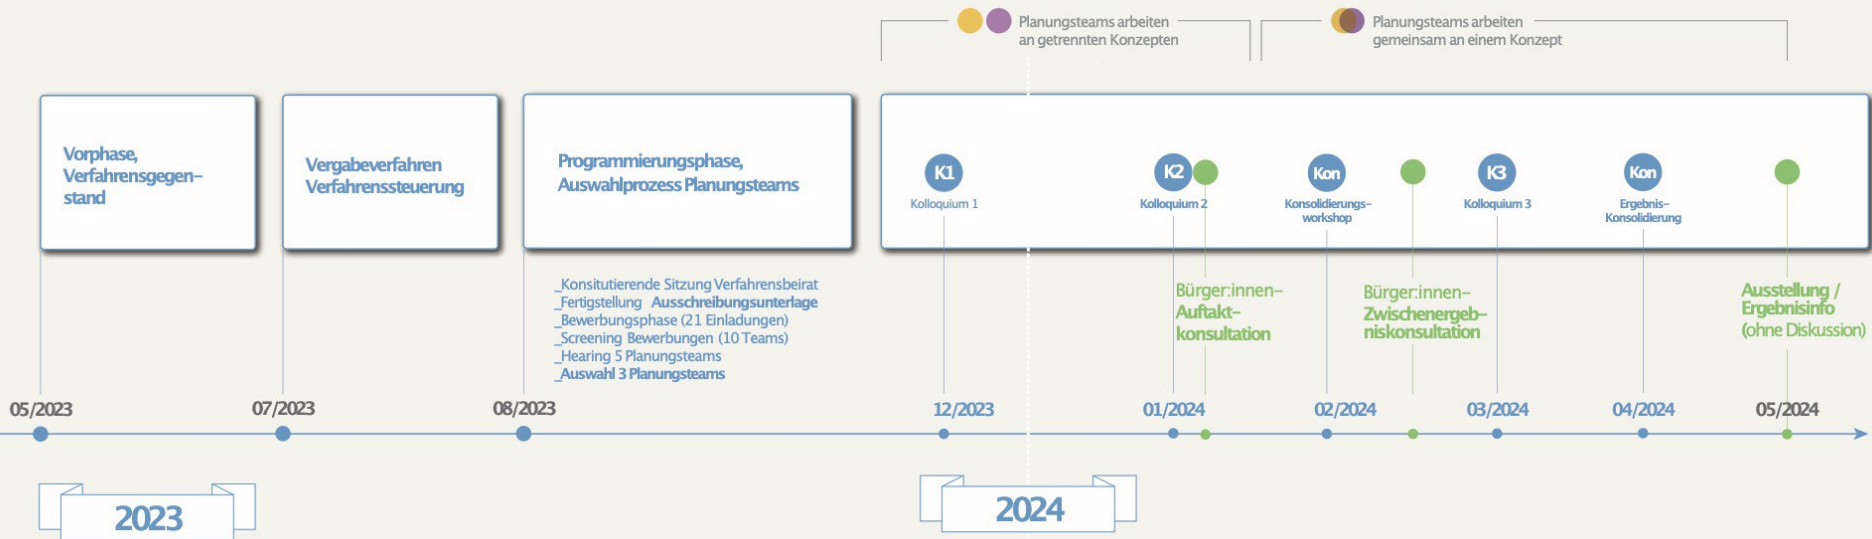 Planungsteams arbeiten
an getrennten Konzepten
Planungsteams arbeiten
gemeinsam an einem Konzept
Vorphase,
Verfahrensgegen-
stand
Vergabeverfahren
Verfahrenssteuerung
Programmierungsphase,
Auswahlprozess Planungsteams
K1
Kolloquium 1
K2
Kolloquium 2
Kon
Konsolidierungs-
workshop
K3
Kolloquium 3
Kon
Ergebnis-
Konsolidierung
_Konsitutierende Sitzung Verfahrensbeirat
_Fertigstellung Ausschreibungsunterlage
_Bewerbungsphase (21 Einladungen)
_Screening Bewerbungen (10 Teams)
_Hearing 5 Planungsteams
_Auswahl 3 Planungsteams
Bürger:innen-
Auftakt-
konsultation
Bürger:innen-
Zwischenergeb-
niskonsultation
Ausstellung /
Ergebnisinfo
(ohne Diskussion)
05/2023
07/2023
08/2023
12/2023
01/2024
02/2024
03/2024
04/2024
05/2024
2023
2024